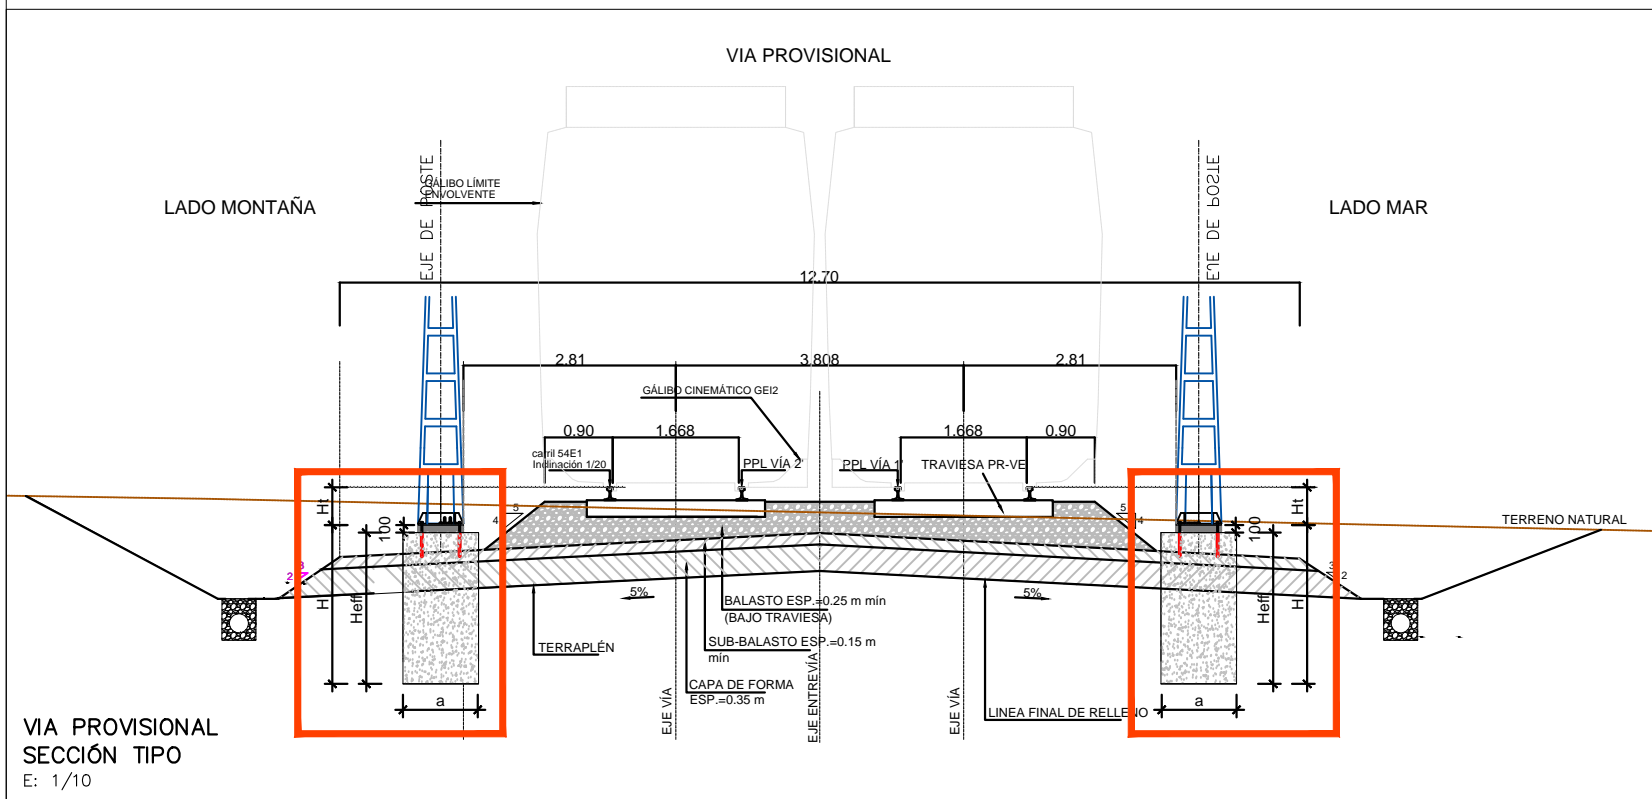 VIA PROVISIONAL
LADO MONTAÑA
EJE DE POSTE
GÁLIBO LÍMITE
ENVOLVENTE
EJE DE POSTE
LADO MAR
12.70
2.81
3.808
2.81
GÁLIBO CINEMÁTICO GEI2
0.90
1.668
1.668
0.90
carril 54E1
Inclinación 1/20
PPL VÍA 2'
PPL VÍA 1'
TRAVIESA PR-VE
Ht
5
4
5
4
Ht
100
100
TERRENO NATURAL
3
2
3
2
H
Heff
Heff
H
5%
5%
BALASTO ESP.=0.25 m mín
(BAJO TRAVIESA)
TERRAPLÉN
SUB-BALASTO ESP.=0.15 m
mín
CAPA DE FORMA
ESP.=0.35 m
LINEA FINAL DE RELLENO
a
a
EJE VÍA
EJE ENTREVÍA
EJE VÍA
VIA PROVISIONAL
SECCIÓN TIPO
E: 1/10